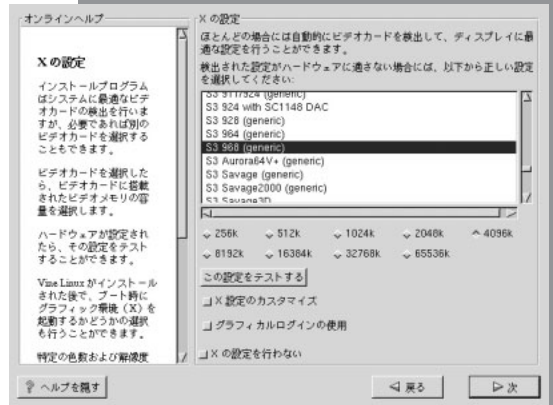 オンラインヘルプ
X の設定
インストールプログラム
はシステムに最適なビデ
オカードの検出を行いま
すが、必要であれば別の
ビデオカードを選択する
こともできます。
ビデオカードを選択した
ら、ビデオカードに搭載
されたビデオメモリの容
量を選択します。
ハードウェアが設定され
たら、その設定をテスト
することができます。
Vine Linux がインストール
された後で、ブート時に
グラフィック環境（X）を
起動するかどうかの選択
も行うことができます。
特定の色数および解像度
X の設定
ほとんどの場合には自動的にビデオカードを検出して、ディスプレイに最
適な設定を行うことができます。
検出された設定がハードウェアに適さない場合には、以下から正しい設定
を選択してください:
S3 911/924 (generic)
S3 924 with SC1148 DAC
S3 928 (generic)
S3 964 (generic)
S3 968 (generic)
S3 Aurora64V+ (generic)
S3 Savage (generic)
S3 Savage2000 (generic)
S3 Savage3D
256k 512k 1024k 2048k 4096k
8192k 16384k 32768k 65536k
この設定をテストする
X 設定のカスタマイズ
グラフィカルログインの使用
X の設定を行わない
ヘルプを隠す 戻る 次